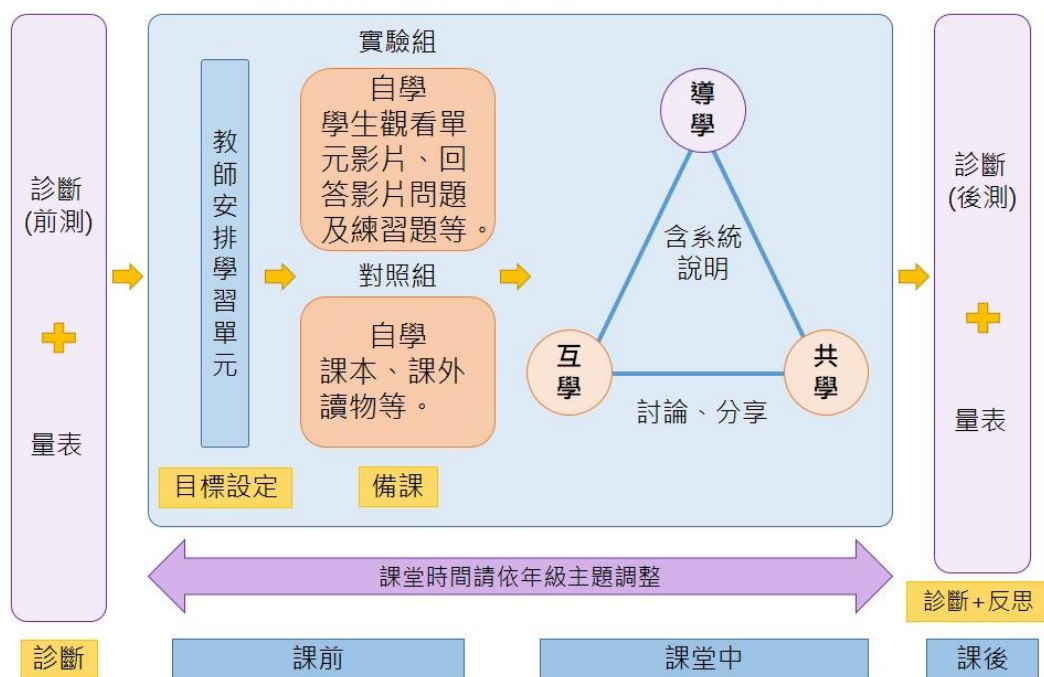 診斷
(前測)
量表
診斷
教師安排學習單元
目標設定
實驗組
自學
學生觀看單
元影片、回
答影片問題
及練習題等。
對照組
自學
課本、課外
讀物等。
備課
導學
含系統
說明
互學
共學
討論、分享
課堂時間請依年級主題調整
診斷
(後測)
量表
診斷+反思
課前
課堂中
課後